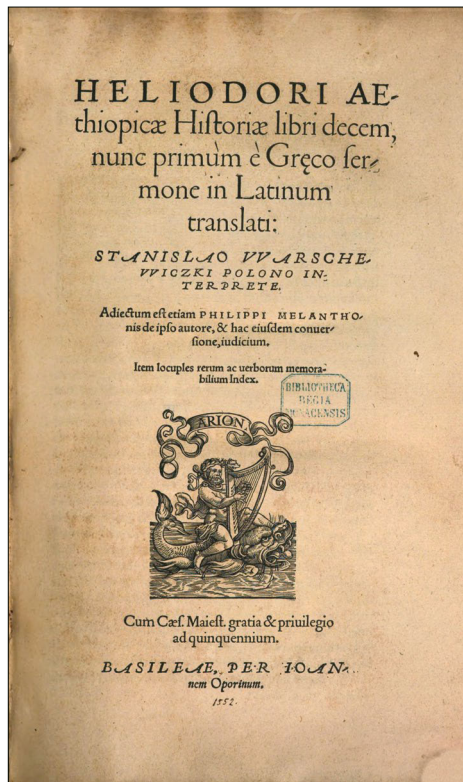 HELIODORI AE-
thiopicæ Hiſtoriæ libri decem,
nunc primùm è Gręco ſer-
mone in Latinum
translati:
STANISLAO VVARSCHE-
VVICZKI POLONO IN-
TERPRETE.
Adiectum eſt etiam PHILIPPI MELANTHO-
nis de ipſo autore, & hac eiuſdem conuer-
ſione, iudicium.
Item locuples rerum ac uerborum memora-
bilium Index.
BIBLIOTHECA
REGIA
MONACENSIS
ARION.
Cum Cæſ. Maieſt. gratia & priuilegio
ad quinquennium.
BASILEAE, PER IOAN-
nem Oporinum.
1552.